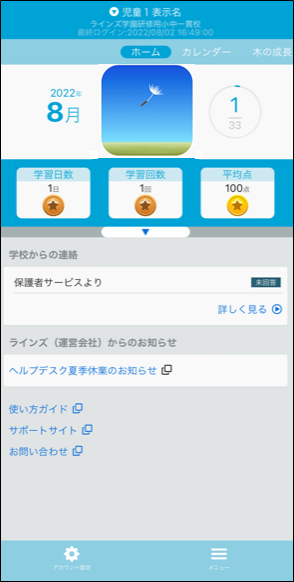 児童1 表示名
ラインズ学園研修用小中一貫校
最終ログイン:2022/08/02 16:49:00
ホーム カレンダー 木の成長
2022年
8月
1
33
学習日数 学習回数 平均点
1日 1回 100点
学校からの連絡
保護者サービスより 未回答
詳しく見る
ラインズ（運営会社）からのお知らせ
ヘルプデスク夏季休業のお知らせ
使い方ガイド
サポートサイト
お問い合わせ
アカウント設定 メニュー